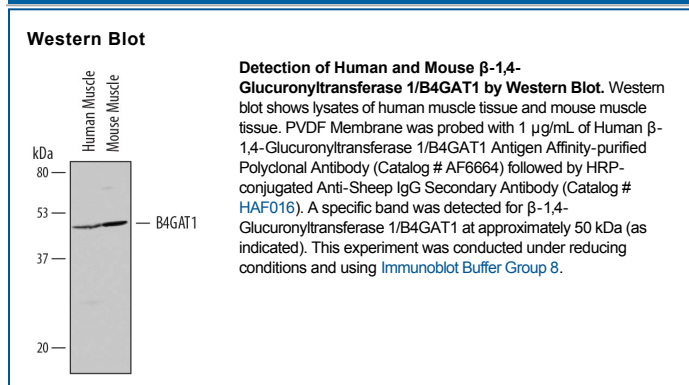 Western Blot
Human Muscle
Mouse Muscle
kDa
80
53
B4GAT1
37
20
Detection of Human and Mouse β-1,4-
Glucuronyltransferase 1/B4GAT1 by Western Blot. Western
blot shows lysates of human muscle tissue and mouse muscle
tissue. PVDF Membrane was probed with 1 µg/mL of Human β-
1,4-Glucuronyltransferase 1/B4GAT1 Antigen Affinity-purified
Polyclonal Antibody (Catalog # AF6664) followed by HRP-
conjugated Anti-Sheep IgG Secondary Antibody (Catalog #
HAF016). A specific band was detected for β-1,4-
Glucuronyltransferase 1/B4GAT1 at approximately 50 kDa (as
indicated). This experiment was conducted under reducing
conditions and using Immunoblot Buffer Group 8.